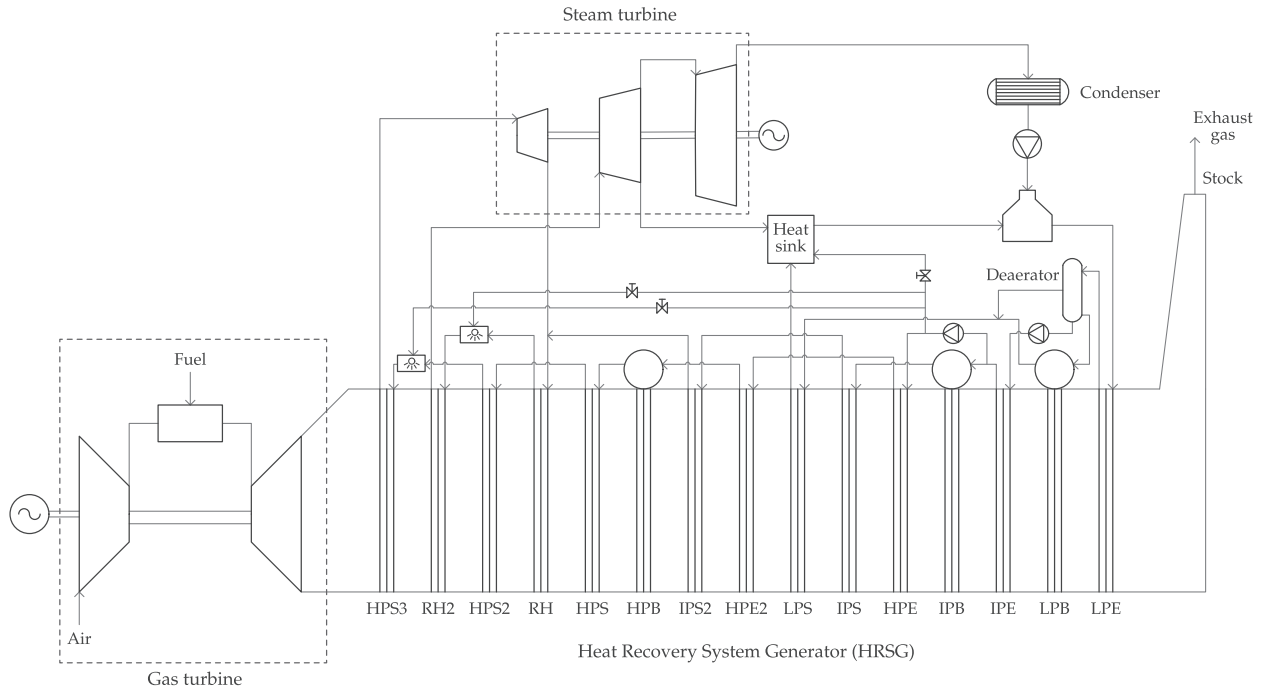 Steam turbine
Condenser
Exhaust
gas
Stock
Heat
sink
Deaerator
Fuel
Air
HPS3 RH2 HPS2 RH HPS HPB IPS2 HPE2 LPS IPS HPE IPB IPE LPB LPE
Heat Recovery System Generator (HRSG)
Gas turbine